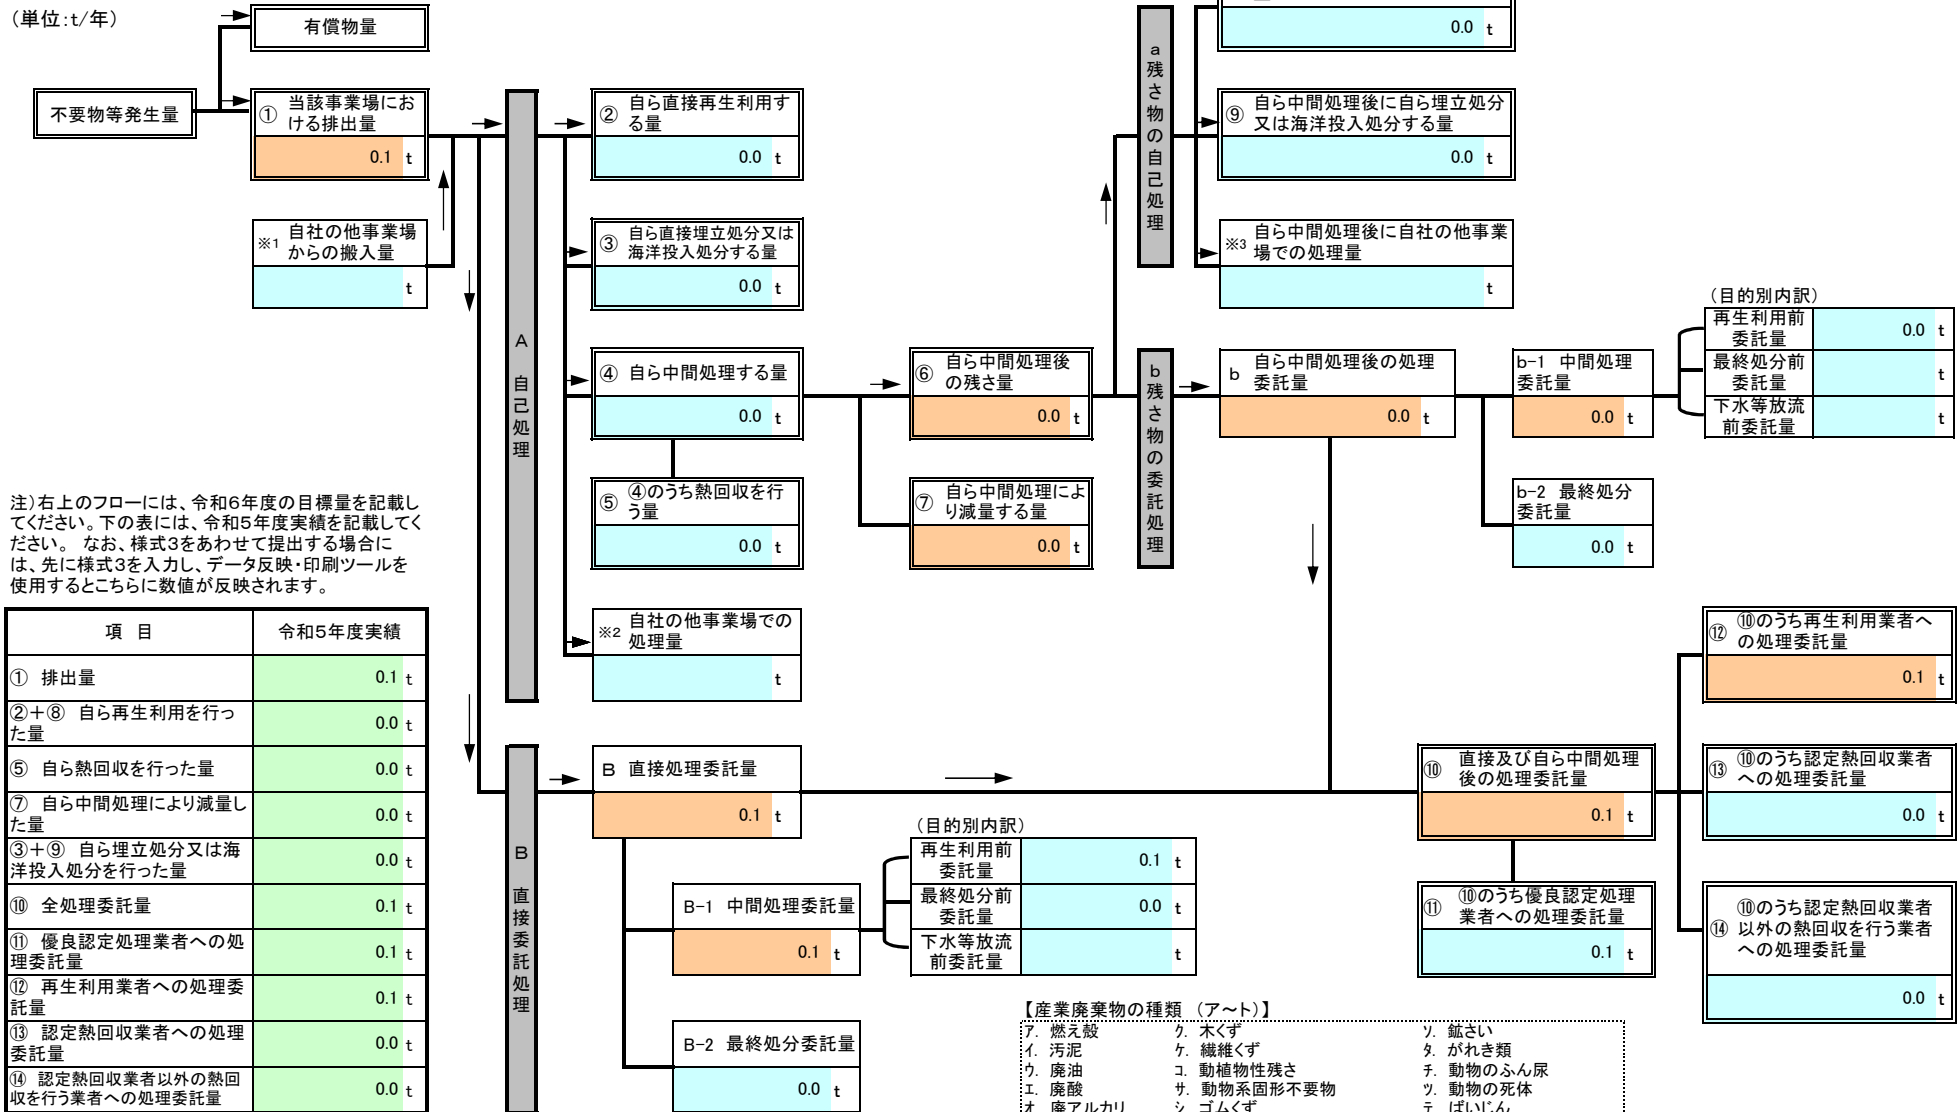 (単位:t/年)
有償物量
不要物等発生量
① 当該事業場にお
ける排出量
0.1 t
※1 自社の他事業場
からの搬入量
t
A 自己処理
② 自ら直接再生利用す
る量
0.0 t
③ 自ら直接埋立処分又は
海洋投入処分する量
0.0 t
④ 自ら中間処理する量
0.0 t
⑤ ④のうち熱回収を行
う量
0.0 t
※2 自社の他事業場での
処理量
t
⑥ 自ら中間処理後
の残さ量
0.0 t
⑦ 自ら中間処理によ
り減量する量
0.0 t
a 残さ物の自己処理
0.0 t
⑨ 自ら中間処理後に自ら埋立処分
又は海洋投入処分する量
0.0 t
※3 自ら中間処理後に自社の他事業
場での処理量
t
b 残さ物の委託処理
b 自ら中間処理後の処理
委託量
0.0 t
b-1 中間処理
委託量
0.0 t
(目的別内訳)
再生利用前
委託量
0.0 t
最終処分前
委託量
t
下水等放流
前委託量
t
b-2 最終処分
委託量
0.0 t
注)右上のフローには、令和6年度の目標量を記載し
てください。下の表には、令和5年度実績を記載してく
ださい。 なお、様式3をあわせて提出する場合に
は、先に様式3を入力し、データ反映・印刷ツールを
使用するとこちらに数値が反映されます。
項 目 令和5年度実績
① 排出量 0.1 t
②+⑧ 自ら再生利用を行っ
た量 0.0 t
⑤ 自ら熱回収を行った量 0.0 t
⑦ 自ら中間処理により減量し
た量 0.0 t
③+⑨ 自ら埋立処分又は海
洋投入処分を行った量 0.0 t
⑩ 全処理委託量 0.1 t
⑪ 優良認定処理業者への処
理委託量 0.1 t
⑫ 再生利用業者への処理委
託量 0.1 t
⑬ 認定熱回収業者への処理
委託量 0.0 t
⑭ 認定熱回収業者以外の熱回
収を行う業者への処理委託量 0.0 t
B 直接委託処理
B 直接処理委託量
0.1 t
B-1 中間処理委託量
0.1 t
(目的別内訳)
再生利用前
委託量
0.1 t
最終処分前
委託量
0.0 t
下水等放流
前委託量
t
B-2 最終処分委託量
0.0 t
⑩ 直接及び自ら中間処理
後の処理委託量
0.1 t
⑪ ⑩のうち優良認定処理
業者への処理委託量
0.1 t
⑫ ⑩のうち再生利用業者へ
の処理委託量
0.1 t
⑬ ⑩のうち認定熱回収業者
への処理委託量
0.0 t
⑭ ⑩のうち認定熱回収業者
以外の熱回収を行う業者
への処理委託量
0.0 t
【産業廃棄物の種類 (ア~ト)】
ア. 燃え殻 ク. 木くず ソ. 鉱さい
イ. 汚泥 ケ. 繊維くず タ. がれき類
ウ. 廃油 コ. 動植物性残さ チ. 動物のふん尿
エ. 廃酸 サ. 動物系固形不要物 ツ. 動物の死体
オ. 廃アルカリ シ. ゴムくず テ. ばいじん